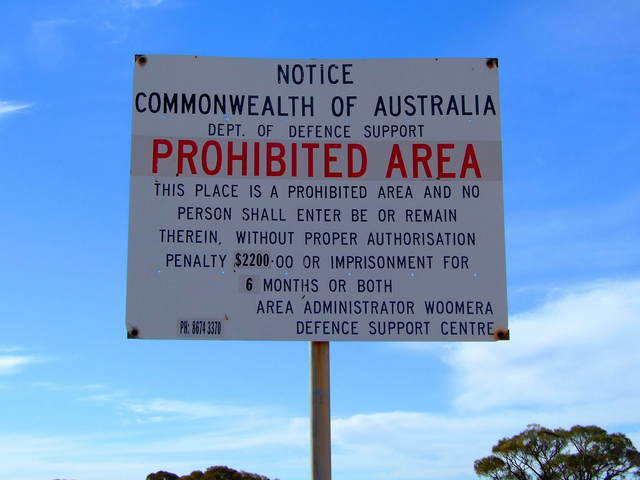 NOTICE
COMMONWEALTH OF AUSTRALIA
DEPT. OF DEFENCE SUPPORT
PROHIBITED AREA
THIS PLACE IS A PROHIBITED AREA AND NO
PERSON SHALL ENTER BE OR REMAIN
THEREIN, WITHOUT PROPER AUTHORISATION
PENALTY $2200.00 OR IMPRISONMENT FOR
6 MONTHS OR BOTH
AREA ADMINISTRATOR WOOMERA
PH: 8674 3370 DEFENCE SUPPORT CENTRE